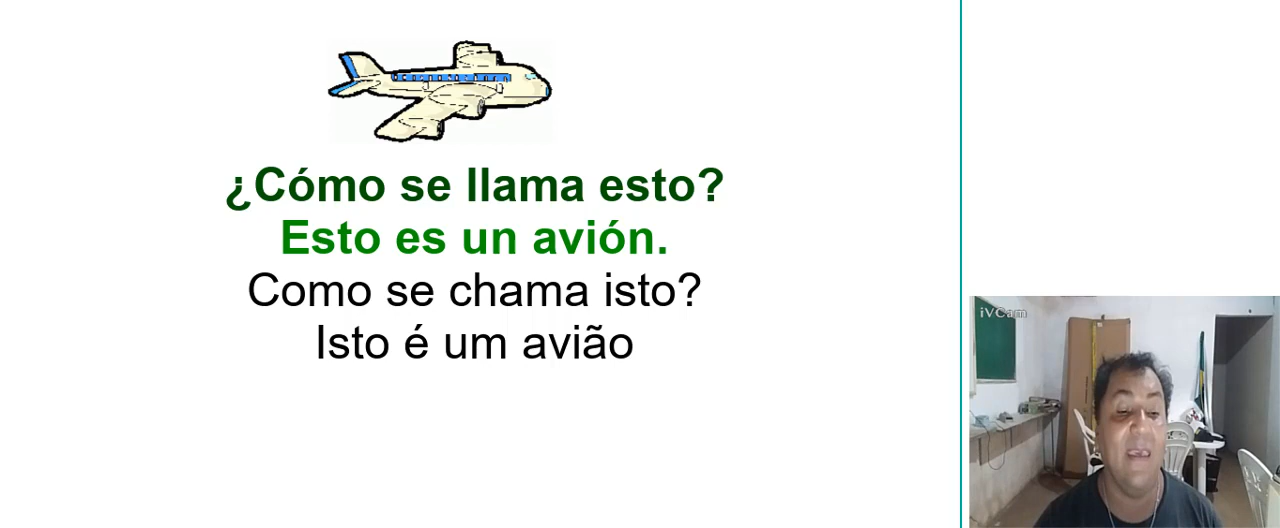 ¿Cómo se llama esto?
Esto es un avión.
Como se chama isto?
Isto é um avião
iVCam